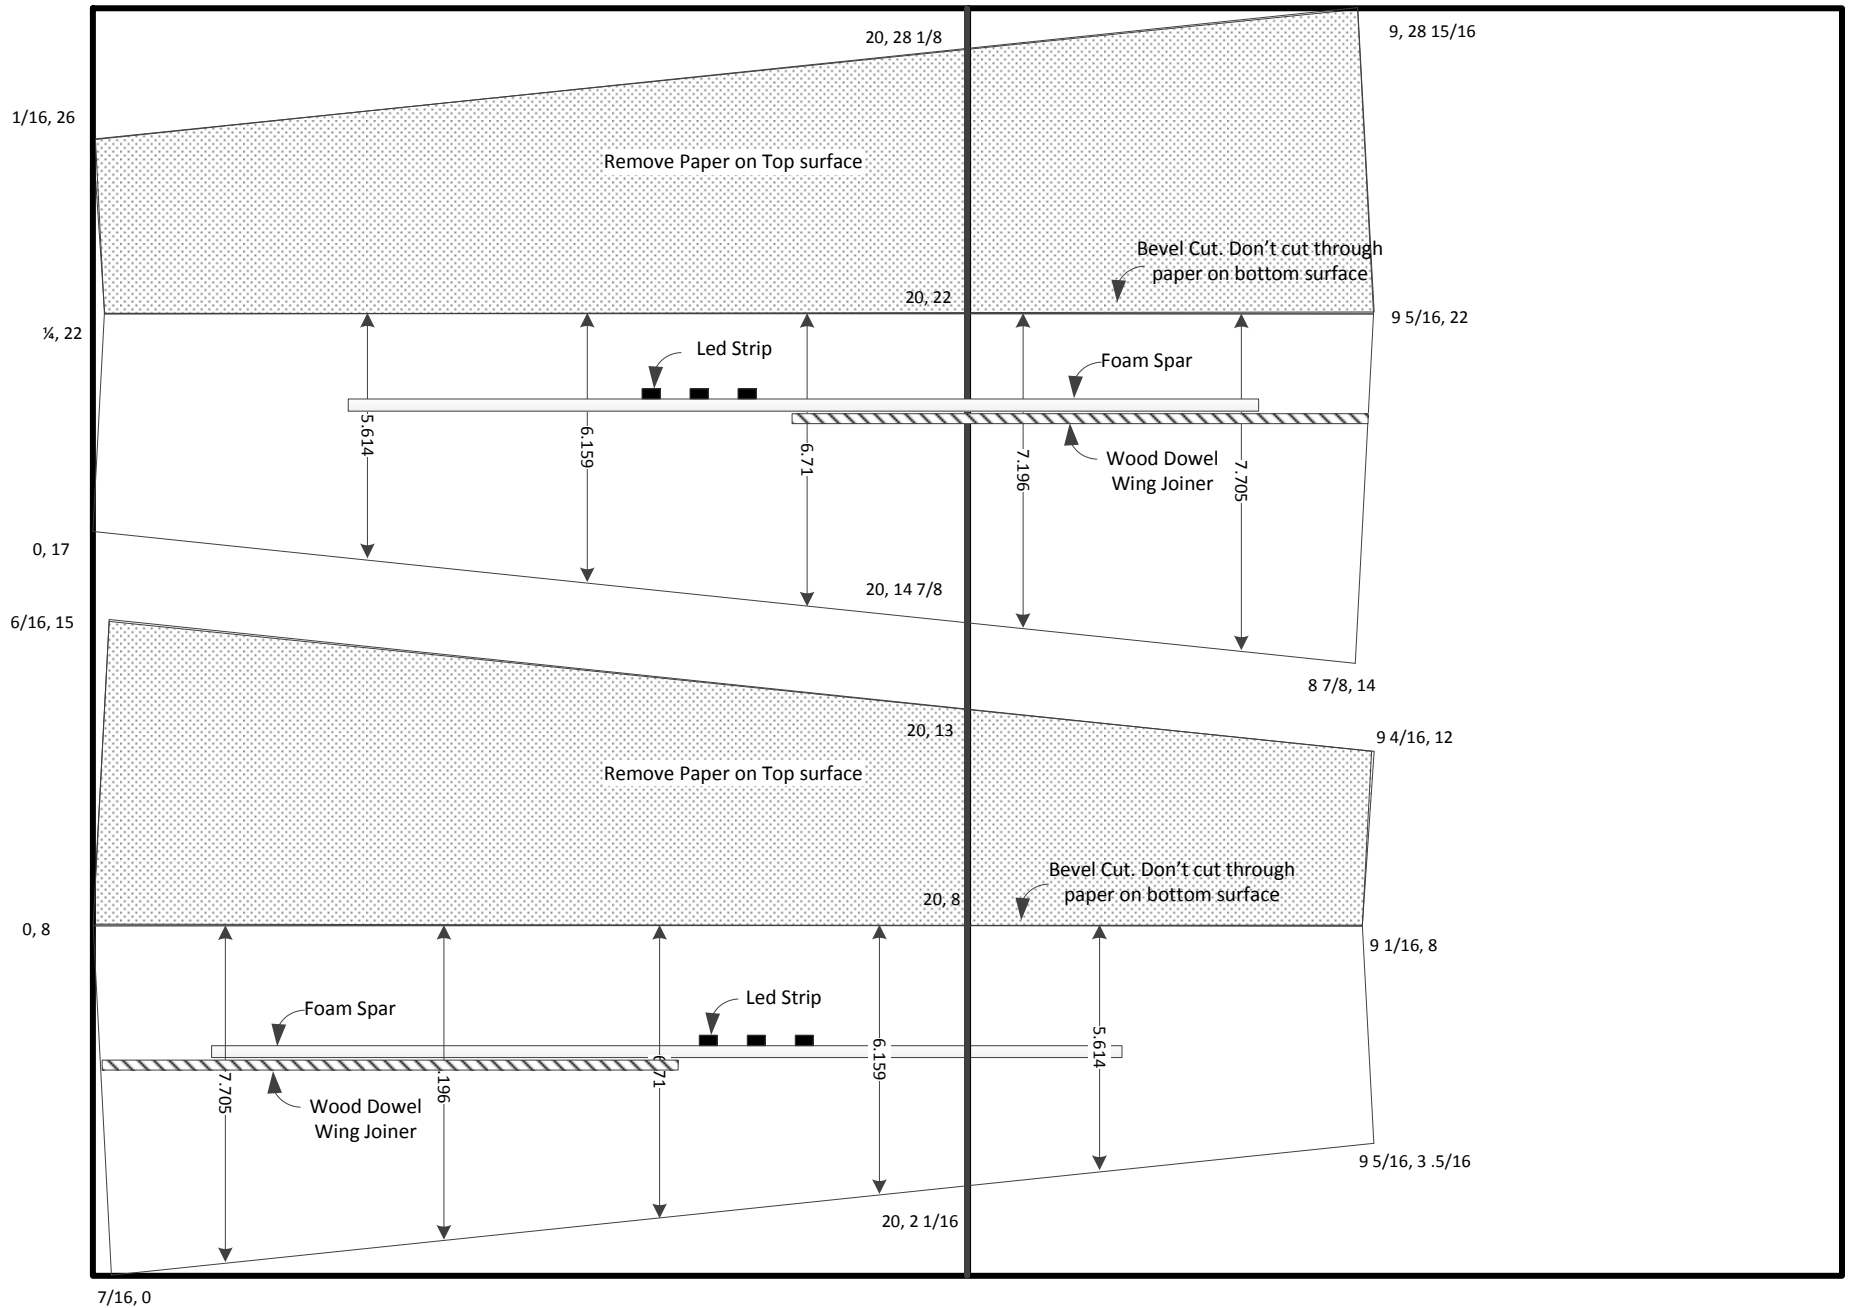 20, 28 1/8
9, 28 15/16
1/16, 26
Remove Paper on Top surface
Bevel Cut. Don't cut through
paper on bottom surface
20, 22
9 5/16, 22
¼, 22
Led Strip
Foam Spar
5.614
6.159
6.71
7.196
7.705
Wood Dowel
Wing Joiner
0, 17
20, 14 7/8
6/16, 15
8 7/8, 14
20, 13
9 4/16, 12
Remove Paper on Top surface
Bevel Cut. Don't cut through
paper on bottom surface
20, 8
0, 8
9 1/16, 8
Foam Spar
Led Strip
7.705
.196
6.71
6.159
5.614
Wood Dowel
Wing Joiner
9 5/16, 3 .5/16
20, 2 1/16
7/16, 0